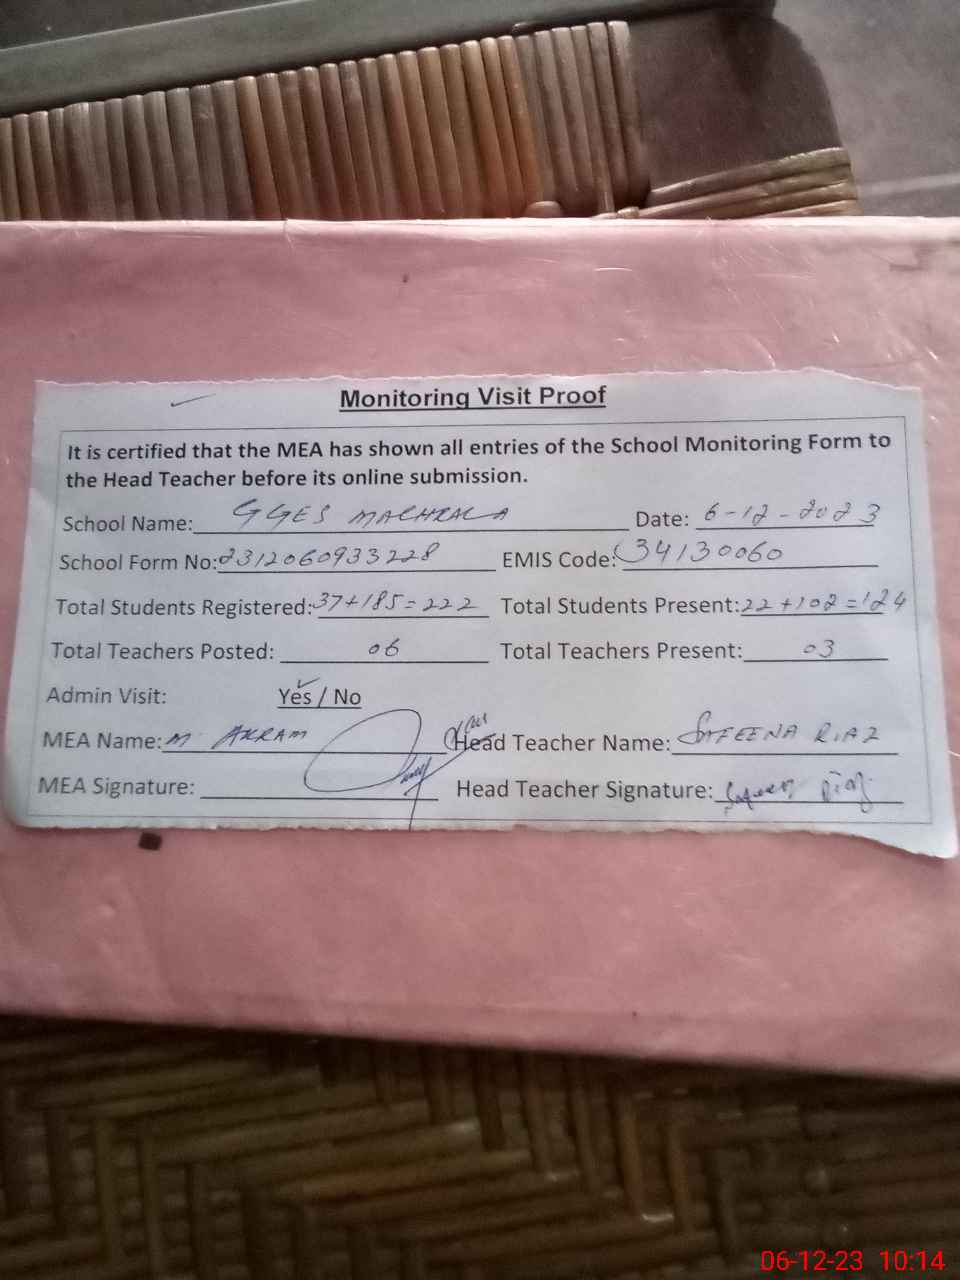 Monitoring Visit Proof
It is certified that the MEA has shown all entries of the School Monitoring Form to
the Head Teacher before its online submission.
School Name: GGES MACHRALA Date: 6-12-2023
School Form No: 2312060933228 EMIS Code: 34130060
Total Students Registered: 37+185=222 Total Students Present: 22+102=124
Total Teachers Posted: 06 Total Teachers Present: 03
Admin Visit: Yes / No
MEA Name: M. AKRAM Head Teacher Name: SAFEENA RIAZ
MEA Signature: Head Teacher Signature:
06-12-23 10:14